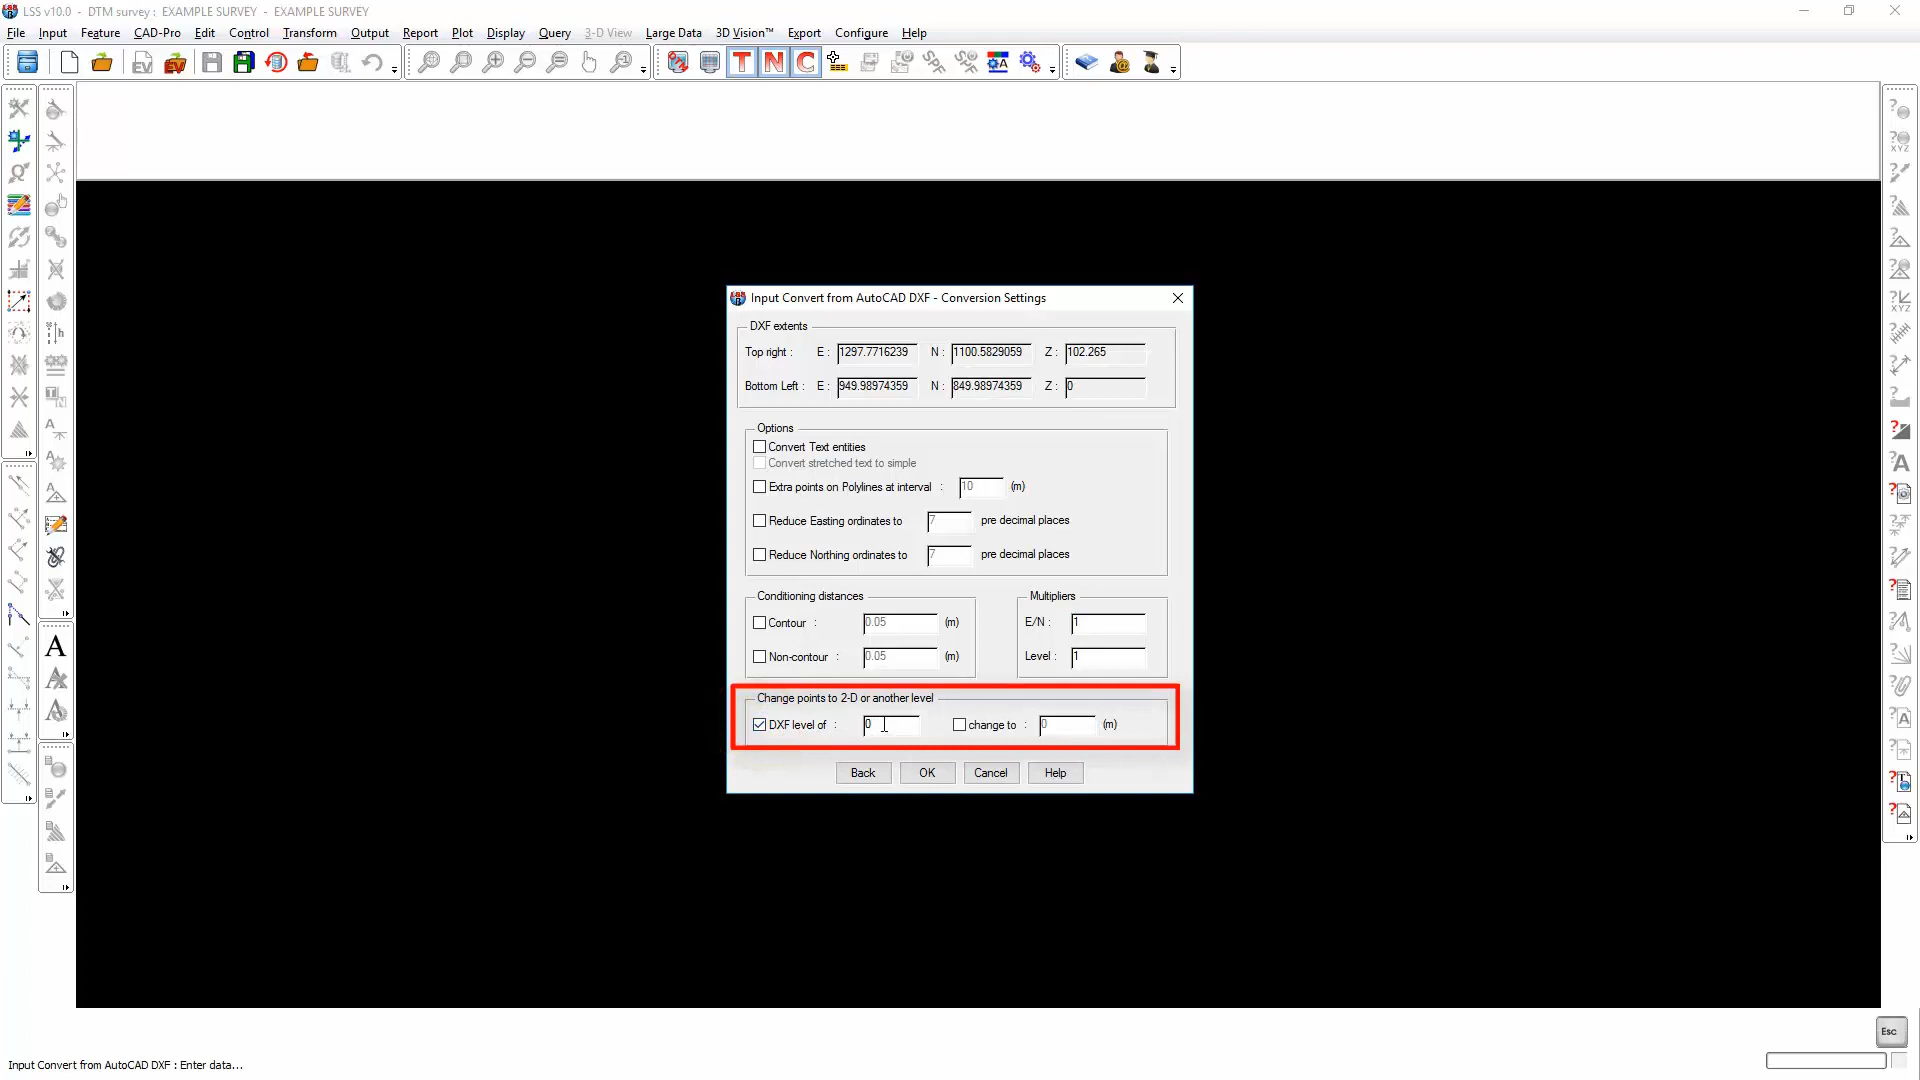 LSS v10.0 - DTM survey : EXAMPLE SURVEY - EXAMPLE SURVEY
File Input Feature CAD-Pro Edit Control Transform Output Report Plot Display Query 3-D View Large Data 3D Vision™ Export Configure Help
T N C
Input Convert from AutoCAD DXF - Conversion Settings
DXF extents
Top right : E : 1297.7716239 N : 1100.5829059 Z : 102.265
Bottom Left : E : 949.98974359 N : 849.98974359 Z : 0
Options
Convert Text entities
Convert stretched text to simple
Extra points on Polylines at interval : 10 (m)
Reduce Easting ordinates to 7 pre decimal places
Reduce Northing ordinates to 7 pre decimal places
Conditioning distances Multipliers
Contour : 0.05 (m) E/N : 1
Non-contour : 0.05 (m) Level : 1
Change points to 2-D or another level
DXF level of : 0 change to : 0 (m)
Back OK Cancel Help
Esc
Input Convert from AutoCAD DXF : Enter data...